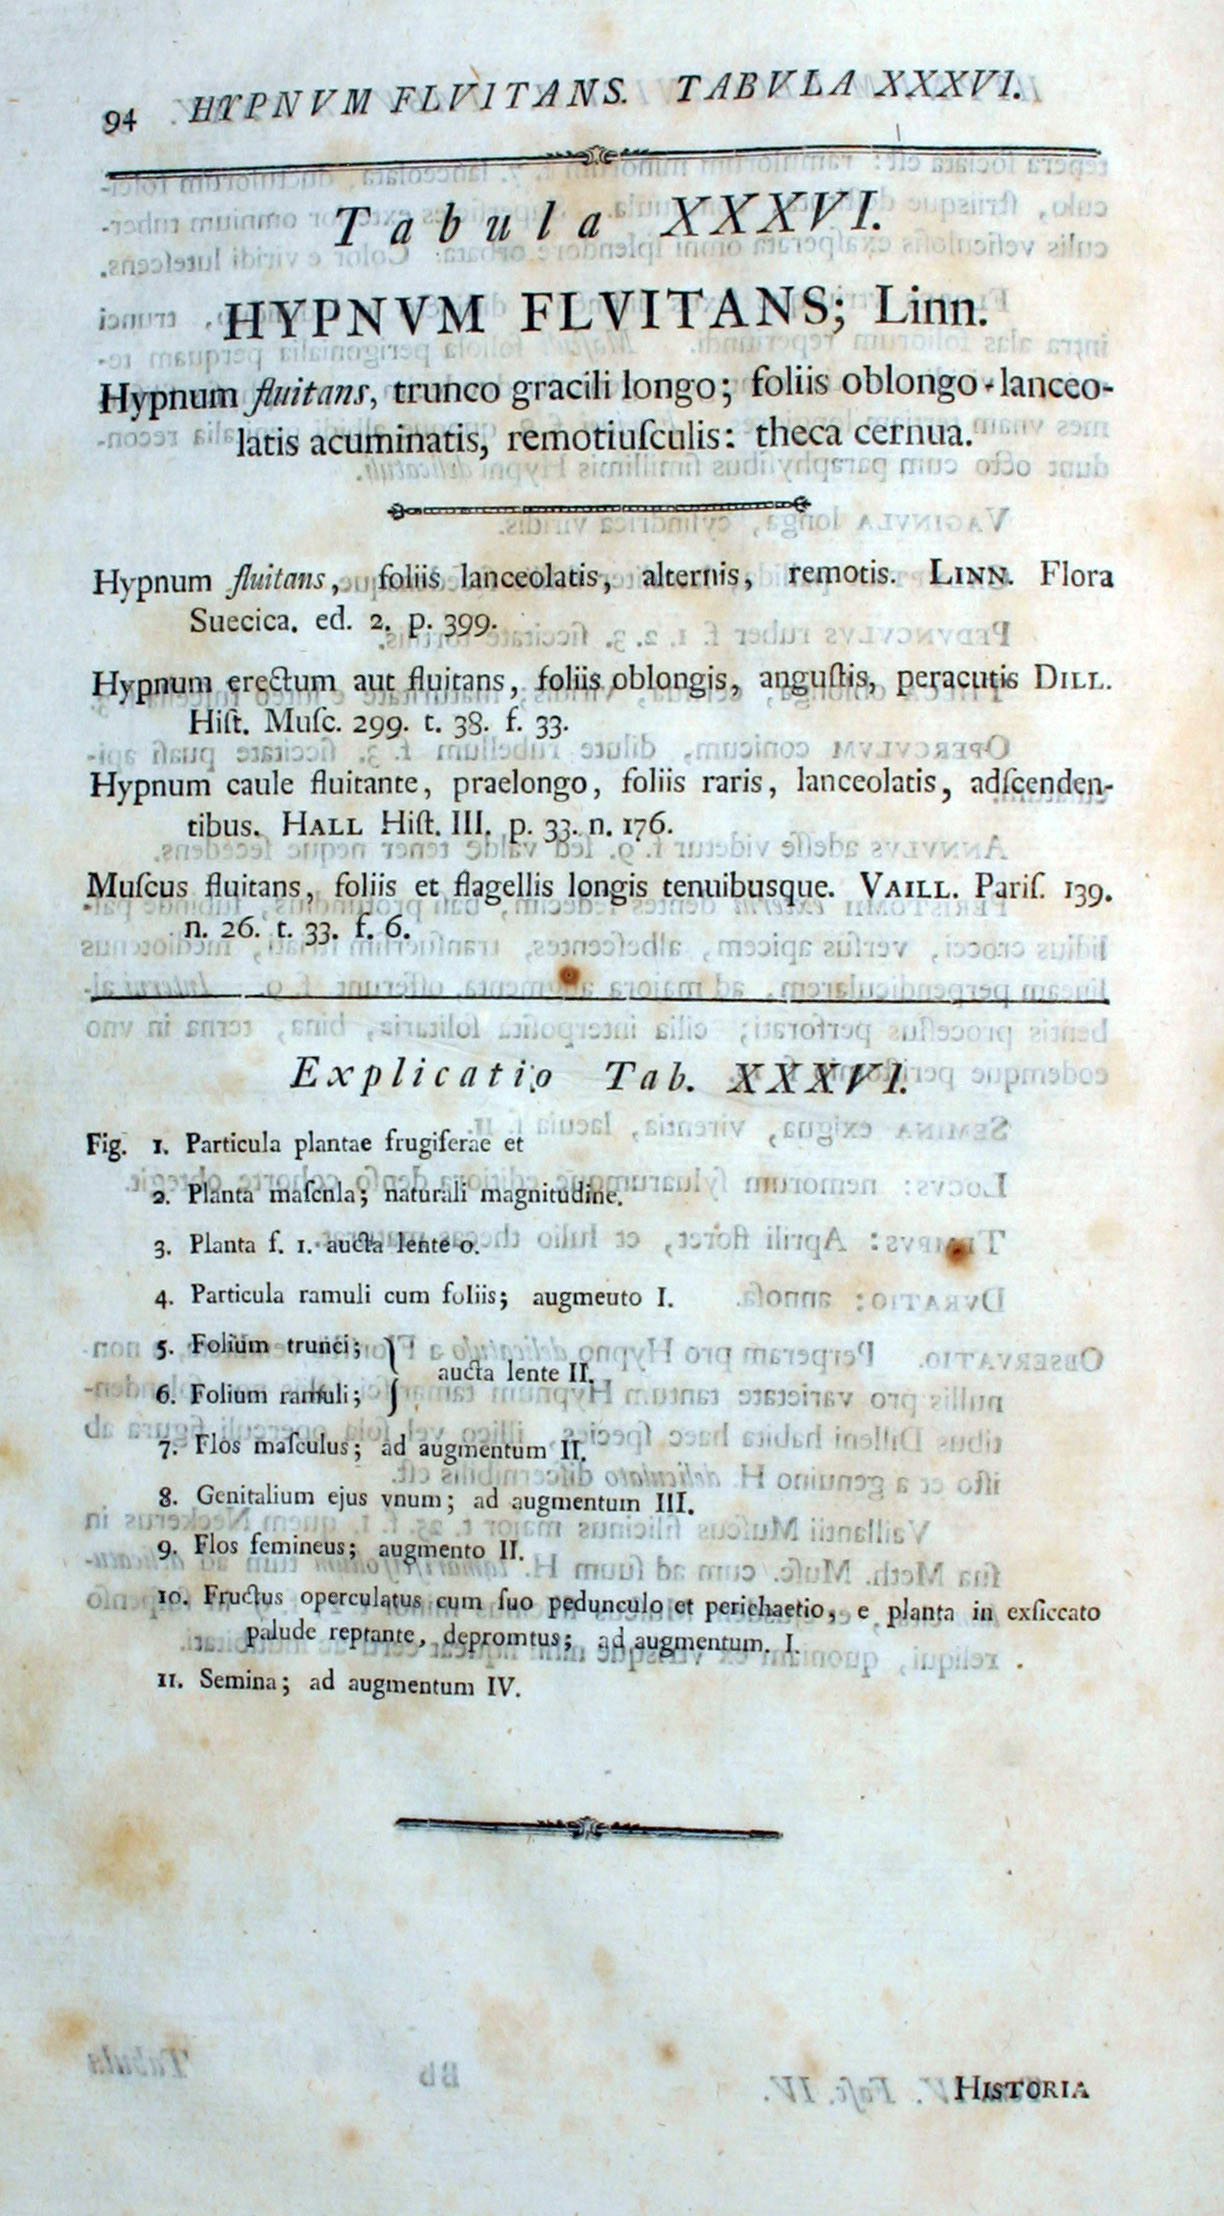 94 HYPNVM FLVITANS. TABVLA XXXVI.
Tabula XXXVI.
HYPNVM FLVITANS; Linn.
Hypnum fluitans, trunco gracili longo; foliis oblongo-lanceo-
latis acuminatis, remotiuſculis: theca cernua.
Hypnum fluitans, foliis lanceolatis, alternis, remotis. LINN. Flora
Suecica. ed. 2. p. 399.
Hypnum erectum aut fluitans, foliis oblongis, anguſtis, peracutis DILL.
Hiſt. Muſc. 299. t. 38. f. 33.
Hypnum caule fluitante, praelongo, foliis raris, lanceolatis, adſcenden-
tibus. HALL Hiſt. III. p. 33. n. 176.
Muſcus fluitans, foliis et flagellis longis tenuibusque. VAILL. Pariſ. 139.
n. 26. t. 33. f. 6.
Explicatio Tab. XXXVI.
Fig. 1. Particula plantae frugiferae et
2. Planta maſcnla; naturali magnitudine.
3. Planta f. 1. aucta lente 0.
4. Particula ramuli cum foliis; augmeuto I.
5. Folium trunci;
aucta lente II.
6. Folium ramuli;
7. Flos maſculus; ad augmentum II.
8. Genitalium ejus vnum; ad augmentum III.
9. Flos femineus; augmento II.
10. Fructus operculatus cum ſuo pedunculo et perichaetio, e planta in exſiccato
palude reptante, depromtus; ad augmentum. I.
11. Semina; ad augmentum IV.
HISTORIA